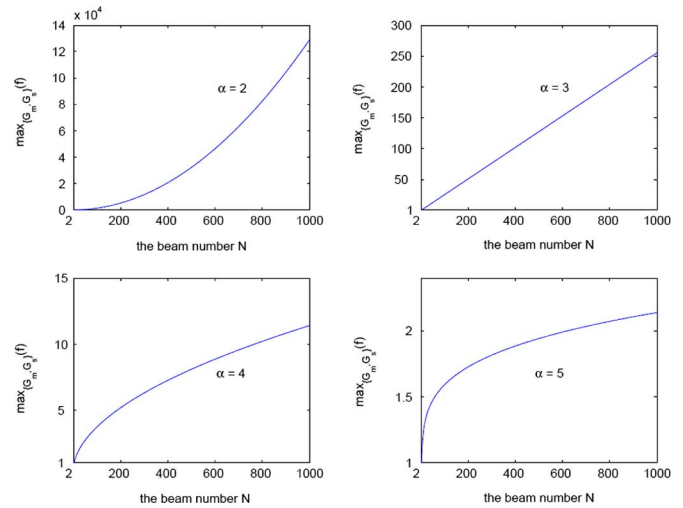 × 10⁴
14
12
10
8
6
4
2
0
max{Gₘ,Gₛ}(f)
α = 2
2 200 400 600 800 1000
the beam number N
300
250
200
150
100
50
1
max{Gₘ,Gₛ}(f)
α = 3
2 200 400 600 800 1000
the beam number N
15
10
5
1
max{Gₘ,Gₛ}(f)
α = 4
2 200 400 600 800 1000
the beam number N
2
1.5
1
max{Gₘ,Gₛ}(f)
α = 5
2 200 400 600 800 1000
the beam number N